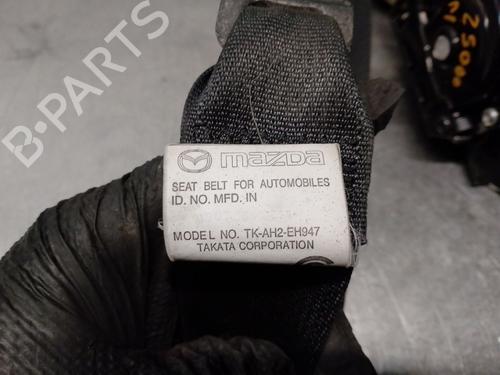 B-PARTS
mazda
SEAT BELT FOR AUTOMOBILES
ID. NO. MFD. IN
MODEL NO. TK-AH2-EH947
TAKATA CORPORATION